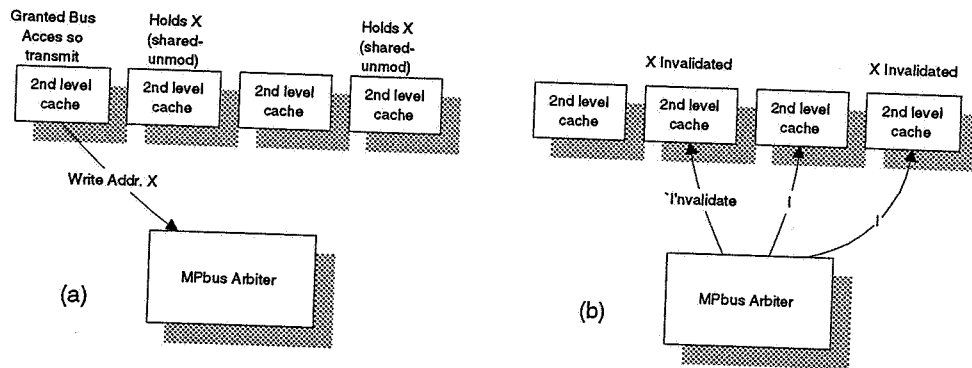 Granted Bus
Acces so
transmit
Holds X
(shared-
unmod)
Holds X
(shared-
unmod)
2nd level
cache
2nd level
cache
2nd level
cache
2nd level
cache
Write Addr. X
MPbus Arbiter
(a)
X Invalidated
X Invalidated
2nd level
cache
2nd level
cache
2nd level
cache
2nd level
cache
`I'nvalidate
I
I
MPbus Arbiter
(b)